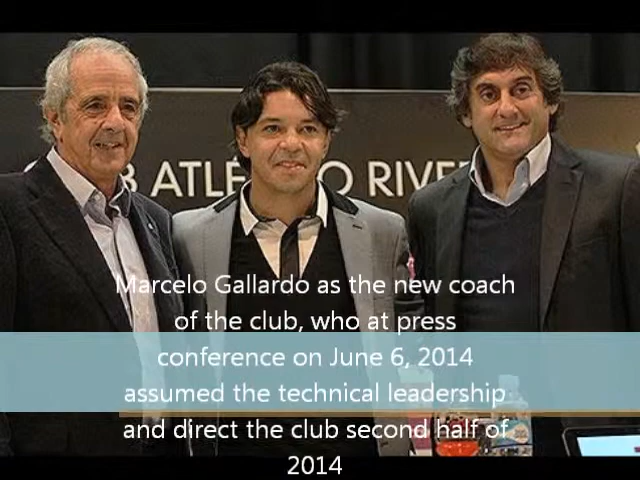 B ATLÉ O RIVE
Marcelo Gallardo as the new coach
of the club, who at press
conference on June 6, 2014
assumed the technical leadership
and direct the club second half of
2014